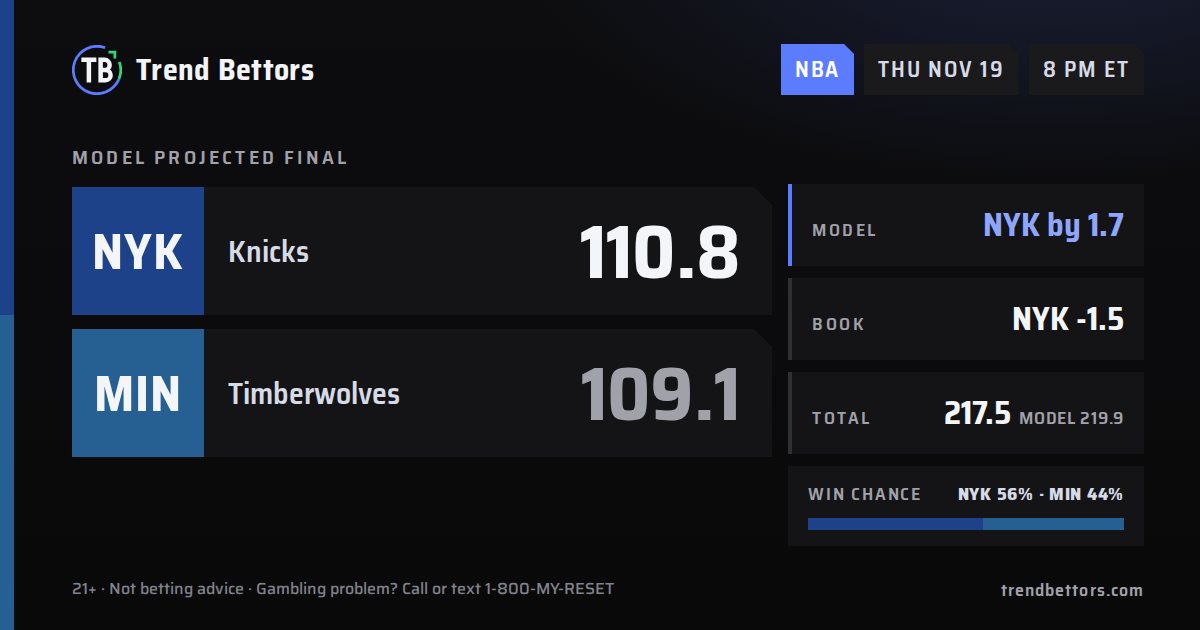 TB Trend Bettors
NBA THU NOV 19 8 PM ET
MODEL PROJECTED FINAL
NYK Knicks 110.8
MIN Timberwolves 109.1
MODEL NYK by 1.7
BOOK NYK -1.5
TOTAL 217.5 MODEL 219.9
WIN CHANCE NYK 56% · MIN 44%
21+ · Not betting advice · Gambling problem? Call or text 1-800-MY-RESET
trendbettors.com